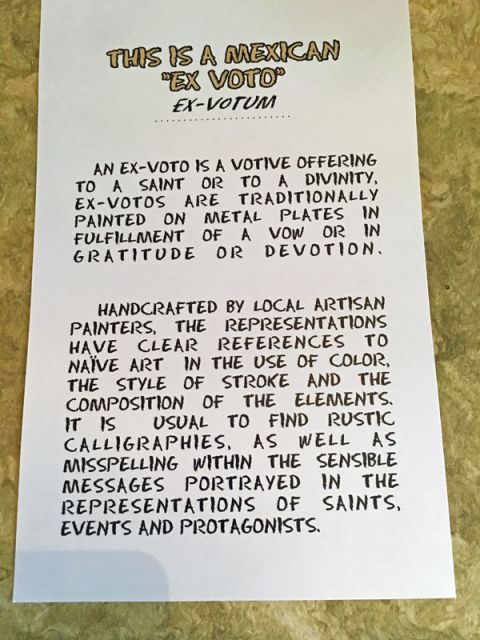 THIS IS A MEXICAN
"EX VOTO"
EX-VOTUM
AN EX-VOTO IS A VOTIVE OFFERING
TO A SAINT OR TO A DIVINITY.
EX-VOTOS ARE TRADITIONALLY
PAINTED ON METAL PLATES IN
FULFILLMENT OF A VOW OR IN
GRATITUDE OR DEVOTION.
HANDCRAFTED BY LOCAL ARTISAN
PAINTERS, THE REPRESENTATIONS
HAVE CLEAR REFERENCES TO
NAÏVE ART IN THE USE OF COLOR,
THE STYLE OF STROKE AND THE
COMPOSITION OF THE ELEMENTS.
IT IS USUAL TO FIND RUSTIC
CALLIGRAPHIES, AS WELL AS
MISSPELLING WITHIN THE SENSIBLE
MESSAGES PORTRAYED IN THE
REPRESENTATIONS OF SAINTS,
EVENTS AND PROTAGONISTS.